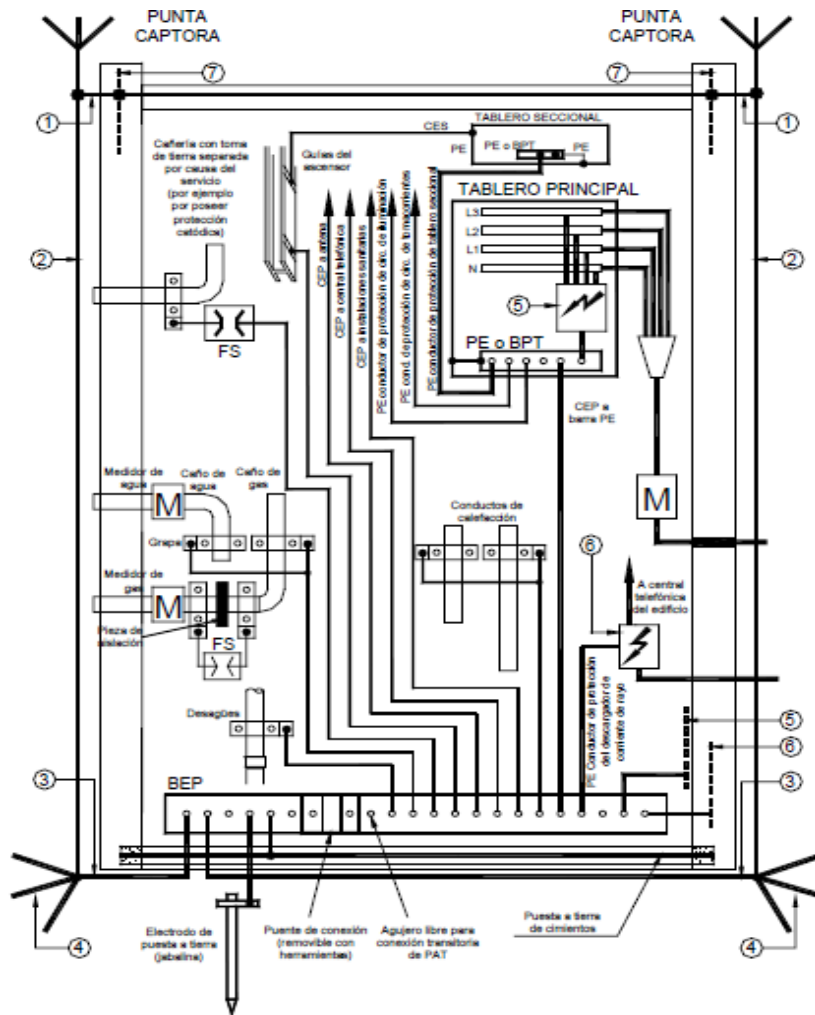 PUNTA
CAPTORA
PUNTA
CAPTORA
7
7
1
1
CES
TABLERO SECCIONAL
PE
PE o BPT
PE
Cañería con toma
de tierra separada
por causa del
servicio
(por ejemplo
por poseer
protección
catódica)
Guías del
ascensor
TABLERO PRINCIPAL
L3
L2
L1
N
2
2
5
FS
PE o BPT
CEP a antena
CEP a central telefónica
CEP a instalaciones sanitarias
PE conductor de protección de circ. de iluminación
PE cond. de protección de circ. de tomacorrientes
PE conductor de protección de tablero seccional
CEP a
barra PE
Medidor de
agua
Caño de
agua
Caño de
gas
M
M
Conductos de
calefacción
Grapa
6
Medidor de
gas
M
A central
telefónica
del edificio
Pieza de
aislación
FS
PE Conductor de protección
del descargador de
corriente de rayo
Desagües
5
6
BEP
3
3
4
4
Electrodo de
puesta a tierra
(jabalina)
Puente de conexión
(removible con
herramientas)
Agujero libre para
conexión transitoria
de PAT
Puesta a tierra
de cimientos